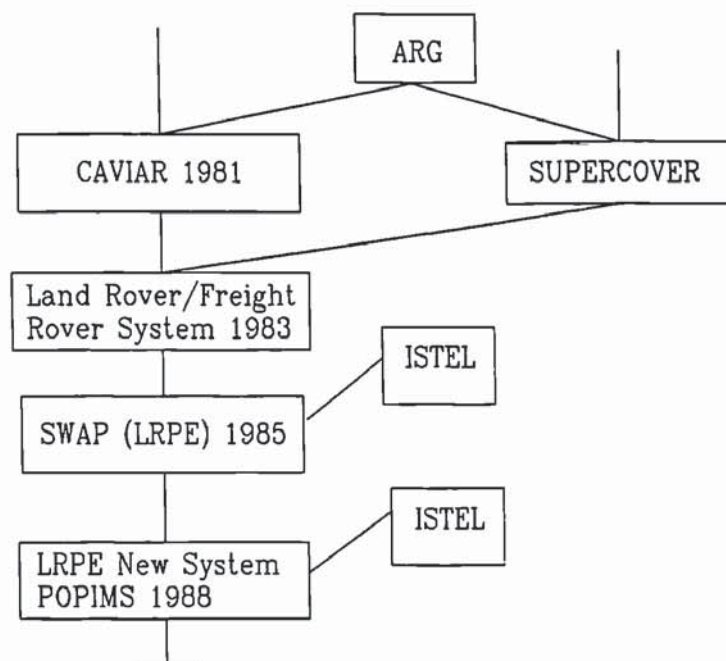 ARG
CAVIAR 1981
SUPERCOVER
Land Rover/Freight
Rover System 1983
ISTEL
SWAP (LRPE) 1985
ISTEL
LRPE New System
POPIMS 1988